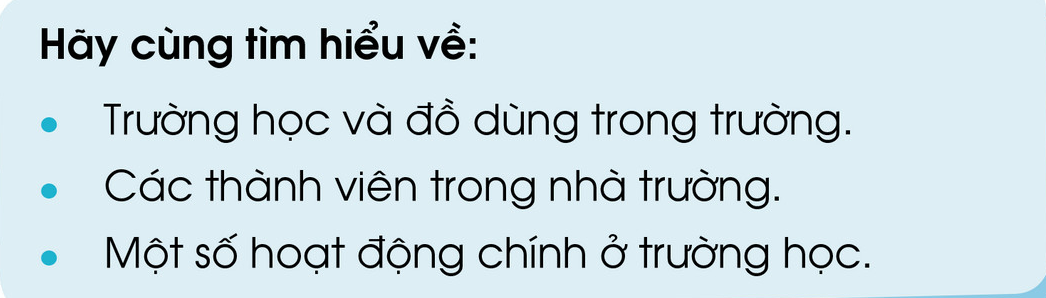 Hãy cùng tìm hiểu về:
• Trường học và đồ dùng trong trường.
• Các thành viên trong nhà trường.
• Một số hoạt động chính ở trường học.